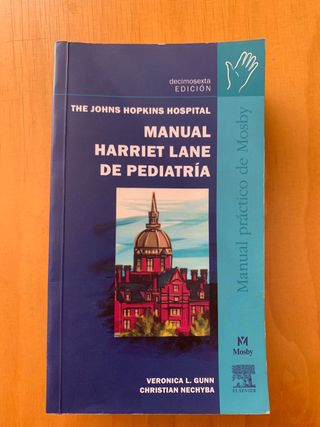 decimosexta
EDICIÓN
THE JOHNS HOPKINS HOSPITAL
MANUAL
HARRIET LANE
DE PEDIATRÍA
Manual práctico de Mosby
VERONICA L. GUNN
CHRISTIAN NECHYBA
M
Mosby
ELSEVIER